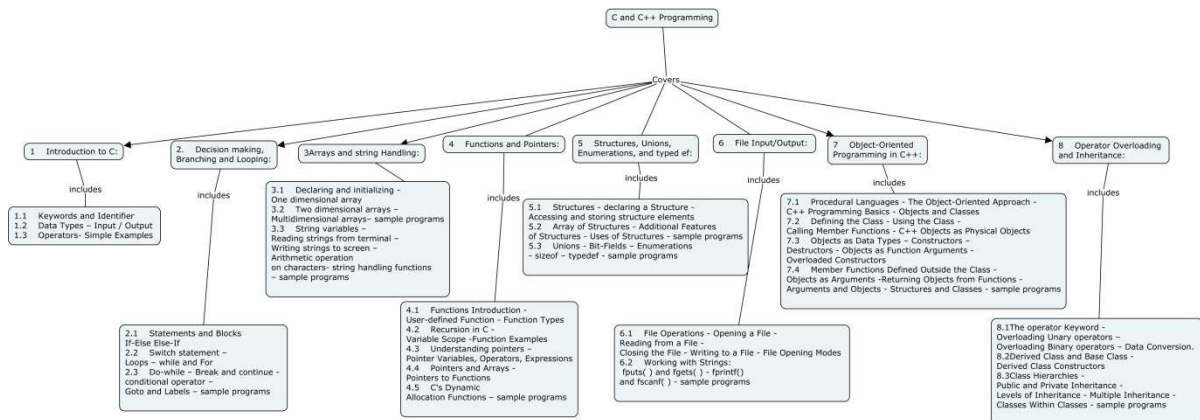 C and C++ Programming
Covers
1 Introduction to C:
includes
1.1 Keywords and Identifier
1.2 Data Types – Input / Output
1.3 Operators- Simple Examples
2. Decision making,
Branching and Looping:
includes
2.1 Statements and Blocks
If-Else Else-If
2.2 Switch statement –
Loops – while and For
2.3 Do-while – Break and continue -
conditional operator –
Goto and Labels – sample programs
3Arrays and string Handling:
includes
3.1 Declaring and initializing -
One dimensional array
3.2 Two dimensional arrays –
Multidimensional arrays– sample programs
3.3 String variables –
Reading strings from terminal –
Writing strings to screen –
Arithmetic operation
on characters- string handling functions
– sample programs
4 Functions and Pointers:
includes
4.1 Functions Introduction -
User-defined Function - Function Types
4.2 Recursion in C -
Variable Scope -Function Examples
4.3 Understanding pointers –
Pointer Variables, Operators, Expressions
4.4 Pointers and Arrays -
Pointers to Functions
4.5 C's Dynamic
Allocation Functions – sample programs
5 Structures, Unions,
Enumerations, and typed ef:
includes
5.1 Structures - declaring a Structure -
Accessing and storing structure elements
5.2 Array of Structures - Additional Features
of Structures - Uses of Structures - sample programs
5.3 Unions - Bit-Fields – Enumerations
- sizeof – typedef - sample programs
6 File Input/Output:
includes
6.1 File Operations - Opening a File -
Reading from a File -
Closing the File - Writing to a File - File Opening Modes
6.2 Working with Strings:
fputs( ) and fgets( ) - fprintf()
and fscanf( ) - sample programs
7 Object-Oriented
Programming in C++:
includes
7.1 Procedural Languages - The Object-Oriented Approach -
C++ Programming Basics - Objects and Classes
7.2 Defining the Class - Using the Class -
Calling Member Functions - C++ Objects as Physical Objects
7.3 Objects as Data Types – Constructors –
Destructors - Objects as Function Arguments -
Overloaded Constructors
7.4 Member Functions Defined Outside the Class -
Objects as Arguments -Returning Objects from Functions -
Arguments and Objects - Structures and Classes - sample programs
8 Operator Overloading
and Inheritance:
includes
8.1The operator Keyword -
Overloading Unary operators –
Overloading Binary operators – Data Conversion.
8.2Derived Class and Base Class -
Derived Class Constructors
8.3Class Hierarchies -
Public and Private Inheritance -
Levels of Inheritance - Multiple Inheritance -
Classes Within Classes - sample programs